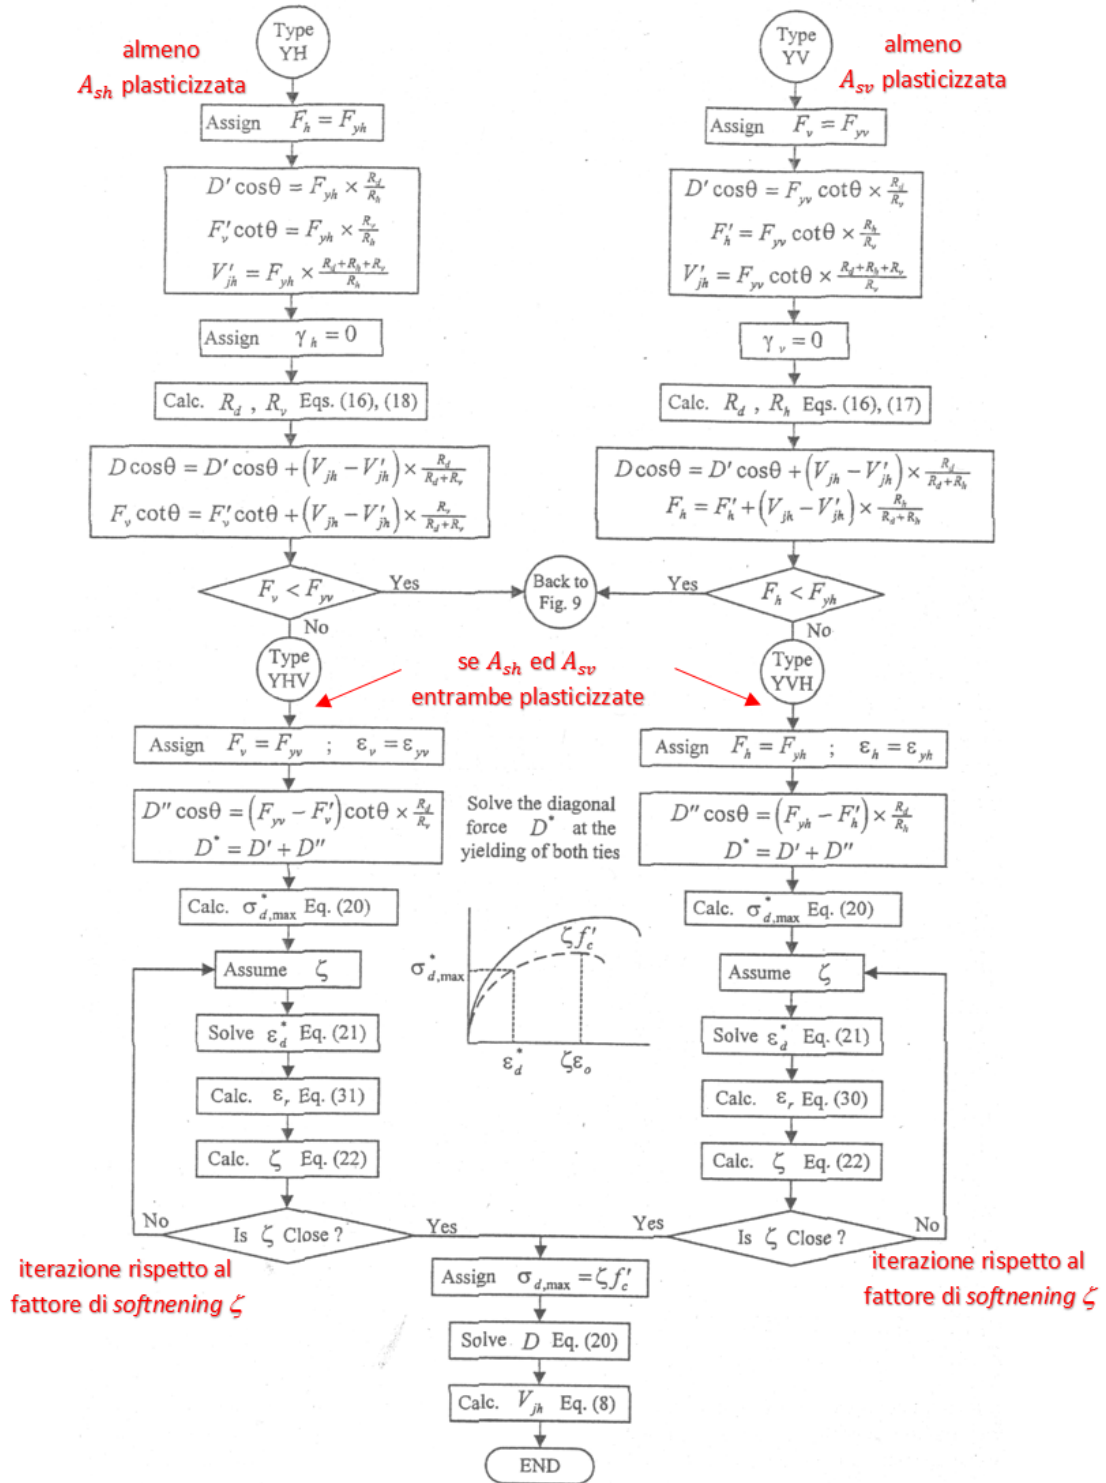 Type
YH
almeno
A_sh plasticizzata
Assign F_h = F_yh
D′ cosθ = F_yh × R_d/R_h
F′_v cotθ = F_yh × R_v/R_h
V′_jh = F_yh × (R_d+R_h+R_v)/R_h
Assign γ_h = 0
Calc. R_d , R_v Eqs. (16), (18)
D cosθ = D′ cosθ + (V_jh − V′_jh) × R_d/(R_d+R_v)
F_v cotθ = F′_v cotθ + (V_jh − V′_jh) × R_v/(R_d+R_v)
F_v < F_yv
Yes
No
Type
YV
almeno
A_sv plasticizzata
Assign F_v = F_yv
D′ cosθ = F_yv cotθ × R_d/R_v
F′_h = F_yv cotθ × R_h/R_v
V′_jh = F_yv cotθ × (R_d+R_h+R_v)/R_v
γ_v = 0
Calc. R_d , R_h Eqs. (16), (17)
D cosθ = D′ cosθ + (V_jh − V′_jh) × R_d/(R_d+R_h)
F_h = F′_h + (V_jh − V′_jh) × R_h/(R_d+R_h)
F_h < F_yh
Yes
No
Back to
Fig. 9
Type
YHV
se A_sh ed A_sv
entrambe plasticizzate
Type
YVH
Assign F_v = F_yv ; ε_v = ε_yv
D″ cosθ = (F_yv − F′_v) cotθ × R_d/R_v
D* = D′ + D″
Calc. σ*_d,max Eq. (20)
Assume ζ
Solve ε*_d Eq. (21)
Calc. ε_r Eq. (31)
Calc. ζ Eq. (22)
Is ζ Close ?
No
Yes
iterazione rispetto al
fattore di softnening ζ
Solve the diagonal
force D* at the
yielding of both ties
ζf′_c
σ*_d,max
ε*_d
ζε_o
Assign F_h = F_yh ; ε_h = ε_yh
D″ cosθ = (F_yh − F′_h) × R_d/R_h
D* = D′ + D″
Calc. σ*_d,max Eq. (20)
Assume ζ
Solve ε*_d Eq. (21)
Calc. ε_r Eq. (30)
Calc. ζ Eq. (22)
Is ζ Close ?
Yes
No
iterazione rispetto al
fattore di softnening ζ
Assign σ_d,max = ζf′_c
Solve D Eq. (20)
Calc. V_jh Eq. (8)
END